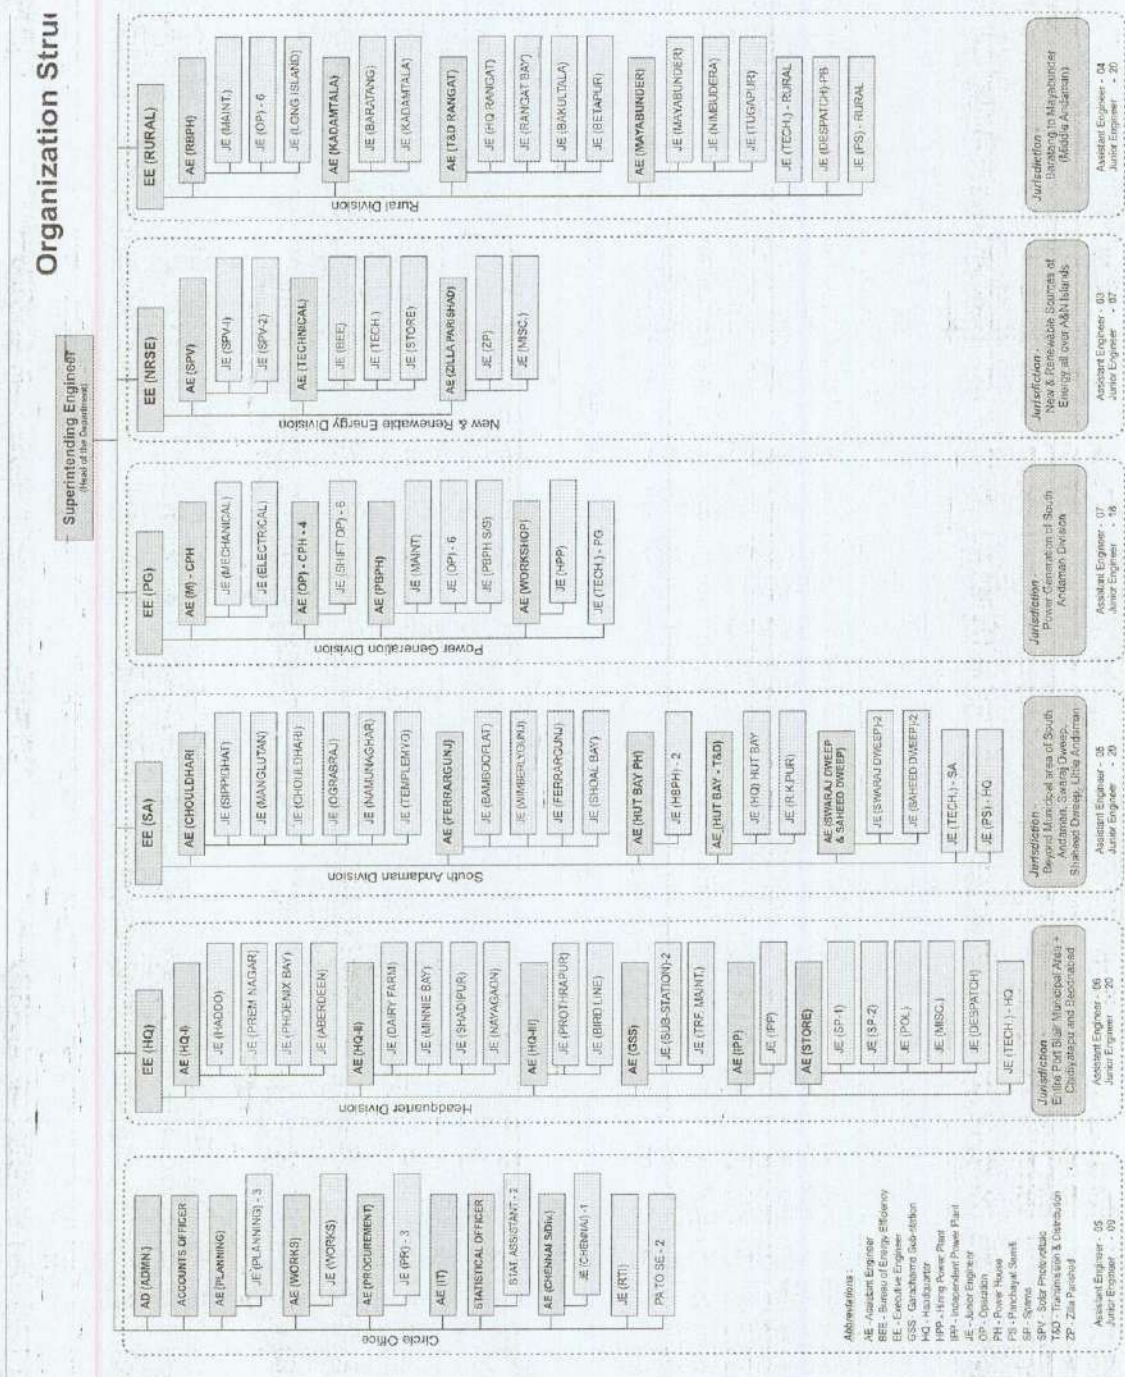 Organization Stru
Superintending Engineer
(Head of the Department)
Circle Office
AD (ADMN.)
ACCOUNTS OFFICER
AE (PLANNING)
JE (PLANNING) - 3
AE (WORKS)
JE (WORKS)
AE (PROCUREMENT)
JE (PR) - 3
AE (IT)
STATISTICAL OFFICER
STAT. ASSISTANT - 2
AE (CHENNAI S/Div.)
JE (CHENNAI) -1
JE (RTI)
PA TO SE - 2
Abbreviations :
AE - Assistant Engineer
BEE - Bureau of Energy Efficiency
EE - Executive Engineer
GSS - Garacharma Sub-station
HQ - Headquarter
HPP - Hiring Power Plant
IPP - Independent Power Plant
JE - Junior Engineer
OP - Operation
PH - Power House
PS - Panchayat Samiti
SP - Spares
SPV - Solar Photovoltaic
T&D - Transmission & Distribution
ZP - Zilla Parishad
Assistant Engineer - 05
Junior Engineer - 09
EE (HQ)
Headquarter Division
AE (HQ-I)
JE (HADDO)
JE (PREM NAGAR)
JE (PHOENIX BAY)
JE (ABERDEEN)
AE (HQ-II)
JE (DAIRY FARM)
JE (MINNIE BAY)
JE (SHADIPUR)
JE (NAYAGAON)
AE (HQ-III)
JE (PROTHRAPUR)
JE (BIRD LINE)
AE (GSS)
JE (SUB-STATION)-2
JE (TRF. MAINT.)
AE (IPP)
JE (IPP)
AE (STORE)
JE (SP-1)
JE (SP-2)
JE (POL)
JE (MISC.)
JE (DESPATCH)
JE (TECH.) - HQ
Jurisdiction -
Entire Port Blair Municipal Area +
Chidiyatapu and Beodnabad
Assistant Engineer - 06
Junior Engineer - 20
EE (SA)
South Andaman Division
AE (CHOULDHARI
JE (SIPPIGHAT)
JE (MANGLUTAN)
JE (CHOULDHARI)
JE (OGRABRAJ)
JE (NAMUNAGHAR)
JE (TEMPLEMYO)
AE (FERRARGUNJ)
JE (BAMBOOFLAT)
JE (WIMBERLYGUNJ)
JE (FERRARGUNJ)
JE (SHOAL BAY)
AE (HUT BAY PH)
JE (HBPH) - 2
AE (HUT BAY - T&D)
JE (HQ) HUT BAY
JE (R.K.PUR)
AE (SWARAJ DWEEP
& SAHEED DWEEP)
JE (SWARAJ DWEEP)-2
JE (SAHEED DWEEP)-2
JE (TECH.) - SA
JE (PS) - HQ
Jurisdiction -
Beyond Municipal area of South
Andaman, Swaraj Dweep,
Shaheed Dweep, Little Andaman
Assistant Engineer - 05
Junior Engineer - 20
EE (PG)
Power Generation Division
AE (M) - CPH
JE (MECHANICAL)
JE (ELECTRICAL)
AE (OP) - CPH - 4
JE (SHIFT OP) - 6
AE (PBPH)
JE (MAINT)
JE (OP) - 6
JE (PBPH S/S)
AE (WORKSHOP)
JE (HPP)
JE (TECH.) - PG
Jurisdiction -
Power Generation of South
Andaman Division
Assistant Engineer - 07
Junior Engineer - 18
EE (NRSE)
New & Renewable Energy Division
AE (SPV)
JE (SPV-I)
JE (SPV-2)
AE (TECHNICAL)
JE (BEE)
JE (TECH.)
JE (STORE)
AE (ZILLA PARISHAD)
JE (ZP)
JE (MISC.)
Jurisdiction -
New & Renewable Sources of
Energy all over A&N Islands
Assistant Engineer - 03
Junior Engineer - 07
EE (RURAL)
Rural Division
AE (RBPH)
JE (MAINT.)
JE (OP) - 6
JE (LONG ISLAND)
AE (KADAMTALA)
JE (BARATANG)
JE (KADAMTALA)
AE (T&D RANGAT)
JE (HQ RANGAT)
JE (RANGAT BAY)
JE (BAKULTALA)
JE (BETAPUR)
AE (MAYABUNDER)
JE (MAYABUNDER)
JE (NIMBUDERA)
JE (TUGAPUR)
JE (TECH.) - RURAL
JE (DESPATCH)-PB
JE (PS) - RURAL
Jurisdiction -
Baratang to Mayabunder
(Middle Andaman)
Assistant Engineer - 04
Junior Engineer - 20